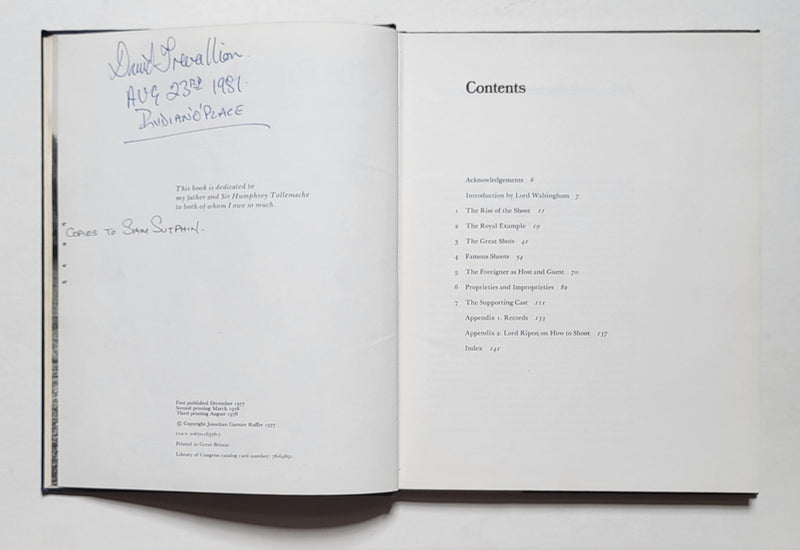 David Trevallion.
AUG 23RD 1981.
This book is dedicated to
my father and Sir Humphrey Tollemache
to both of whom I owe so much.
COPIES TO SAM SUTPHIN.
First published December 1977
Second printing March 1978
Third printing August 1978
© Copyright Jonathan Garnier Ruffer 1977
Printed in Great Britain
Library of Congress catalog card number:
Contents
Acknowledgements 6
Introduction by Lord Walsingham 7
1 The Rise of the Shoot 11
2 The Royal Example 19
3 The Great Shots 41
4 Famous Shoots 54
5 The Foreigner as Host and Guest 70
6 Proprieties and Improprieties 82
7 The Supporting Cast 111
Appendix 1. Records 133
Appendix 2. Lord Ripon on How to Shoot 137
Index 141